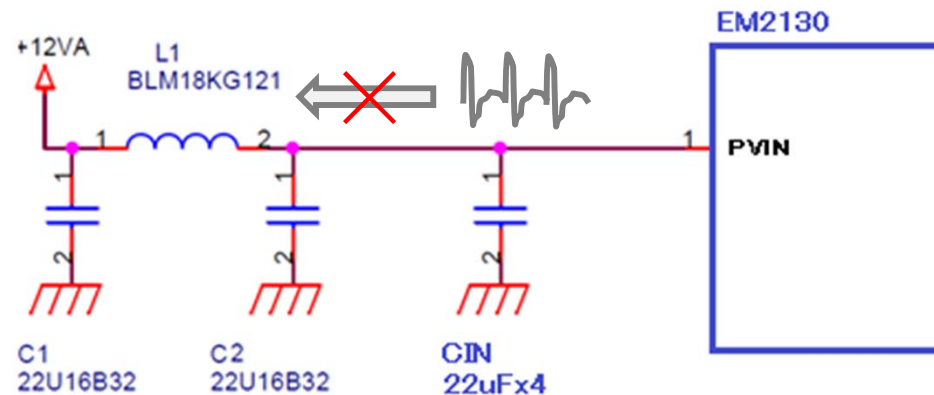 EM2130
+12VA
L1
BLM18KG121
1
2
1
PVIN
1
1
1
2
2
2
C1
22U16B32
C2
22U16B32
CIN
22uFx4